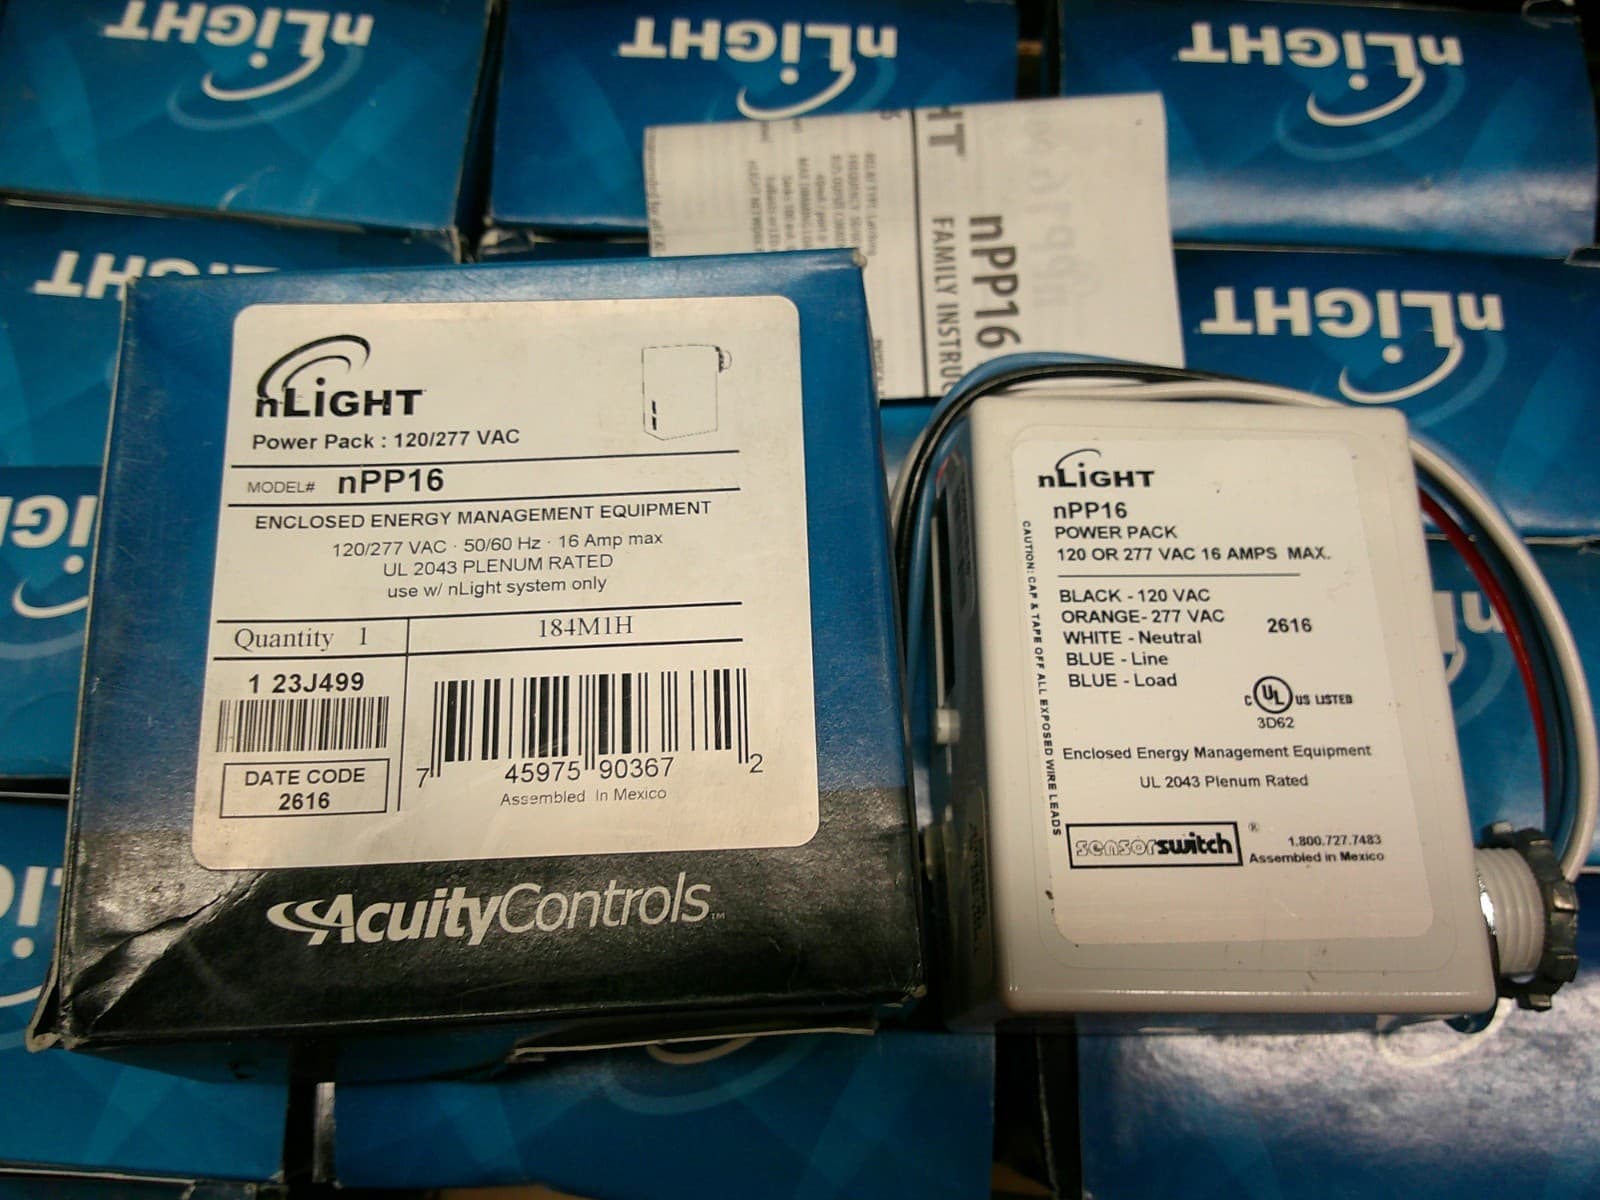 nLIGHT
nLIGHT
nLIGHT
LIGHT
nLIGHT
HT
nPP16
FAMILY INSTRUC
nLIGHT
Power Pack : 120/277 VAC
MODEL# nPP16
ENCLOSED ENERGY MANAGEMENT EQUIPMENT
120/277 VAC · 50/60 Hz · 16 Amp max
UL 2043 PLENUM RATED
use w/ nLight system only
Quantity 1
184M1H
1 23J499
DATE CODE
2616
7 45975 90367 2
Assembled In Mexico
AcuityControls™
nLIGHT
nPP16
POWER PACK
120 OR 277 VAC 16 AMPS MAX.
BLACK - 120 VAC
ORANGE- 277 VAC
WHITE - Neutral
BLUE - Line
BLUE - Load
2616
C UL US LISTED
3D62
Enclosed Energy Management Equipment
UL 2043 Plenum Rated
sensorswitch ®
1.800.727.7483
Assembled in Mexico
CAUTION: CAP & TAPE OFF ALL EXPOSED WIRE LEADS